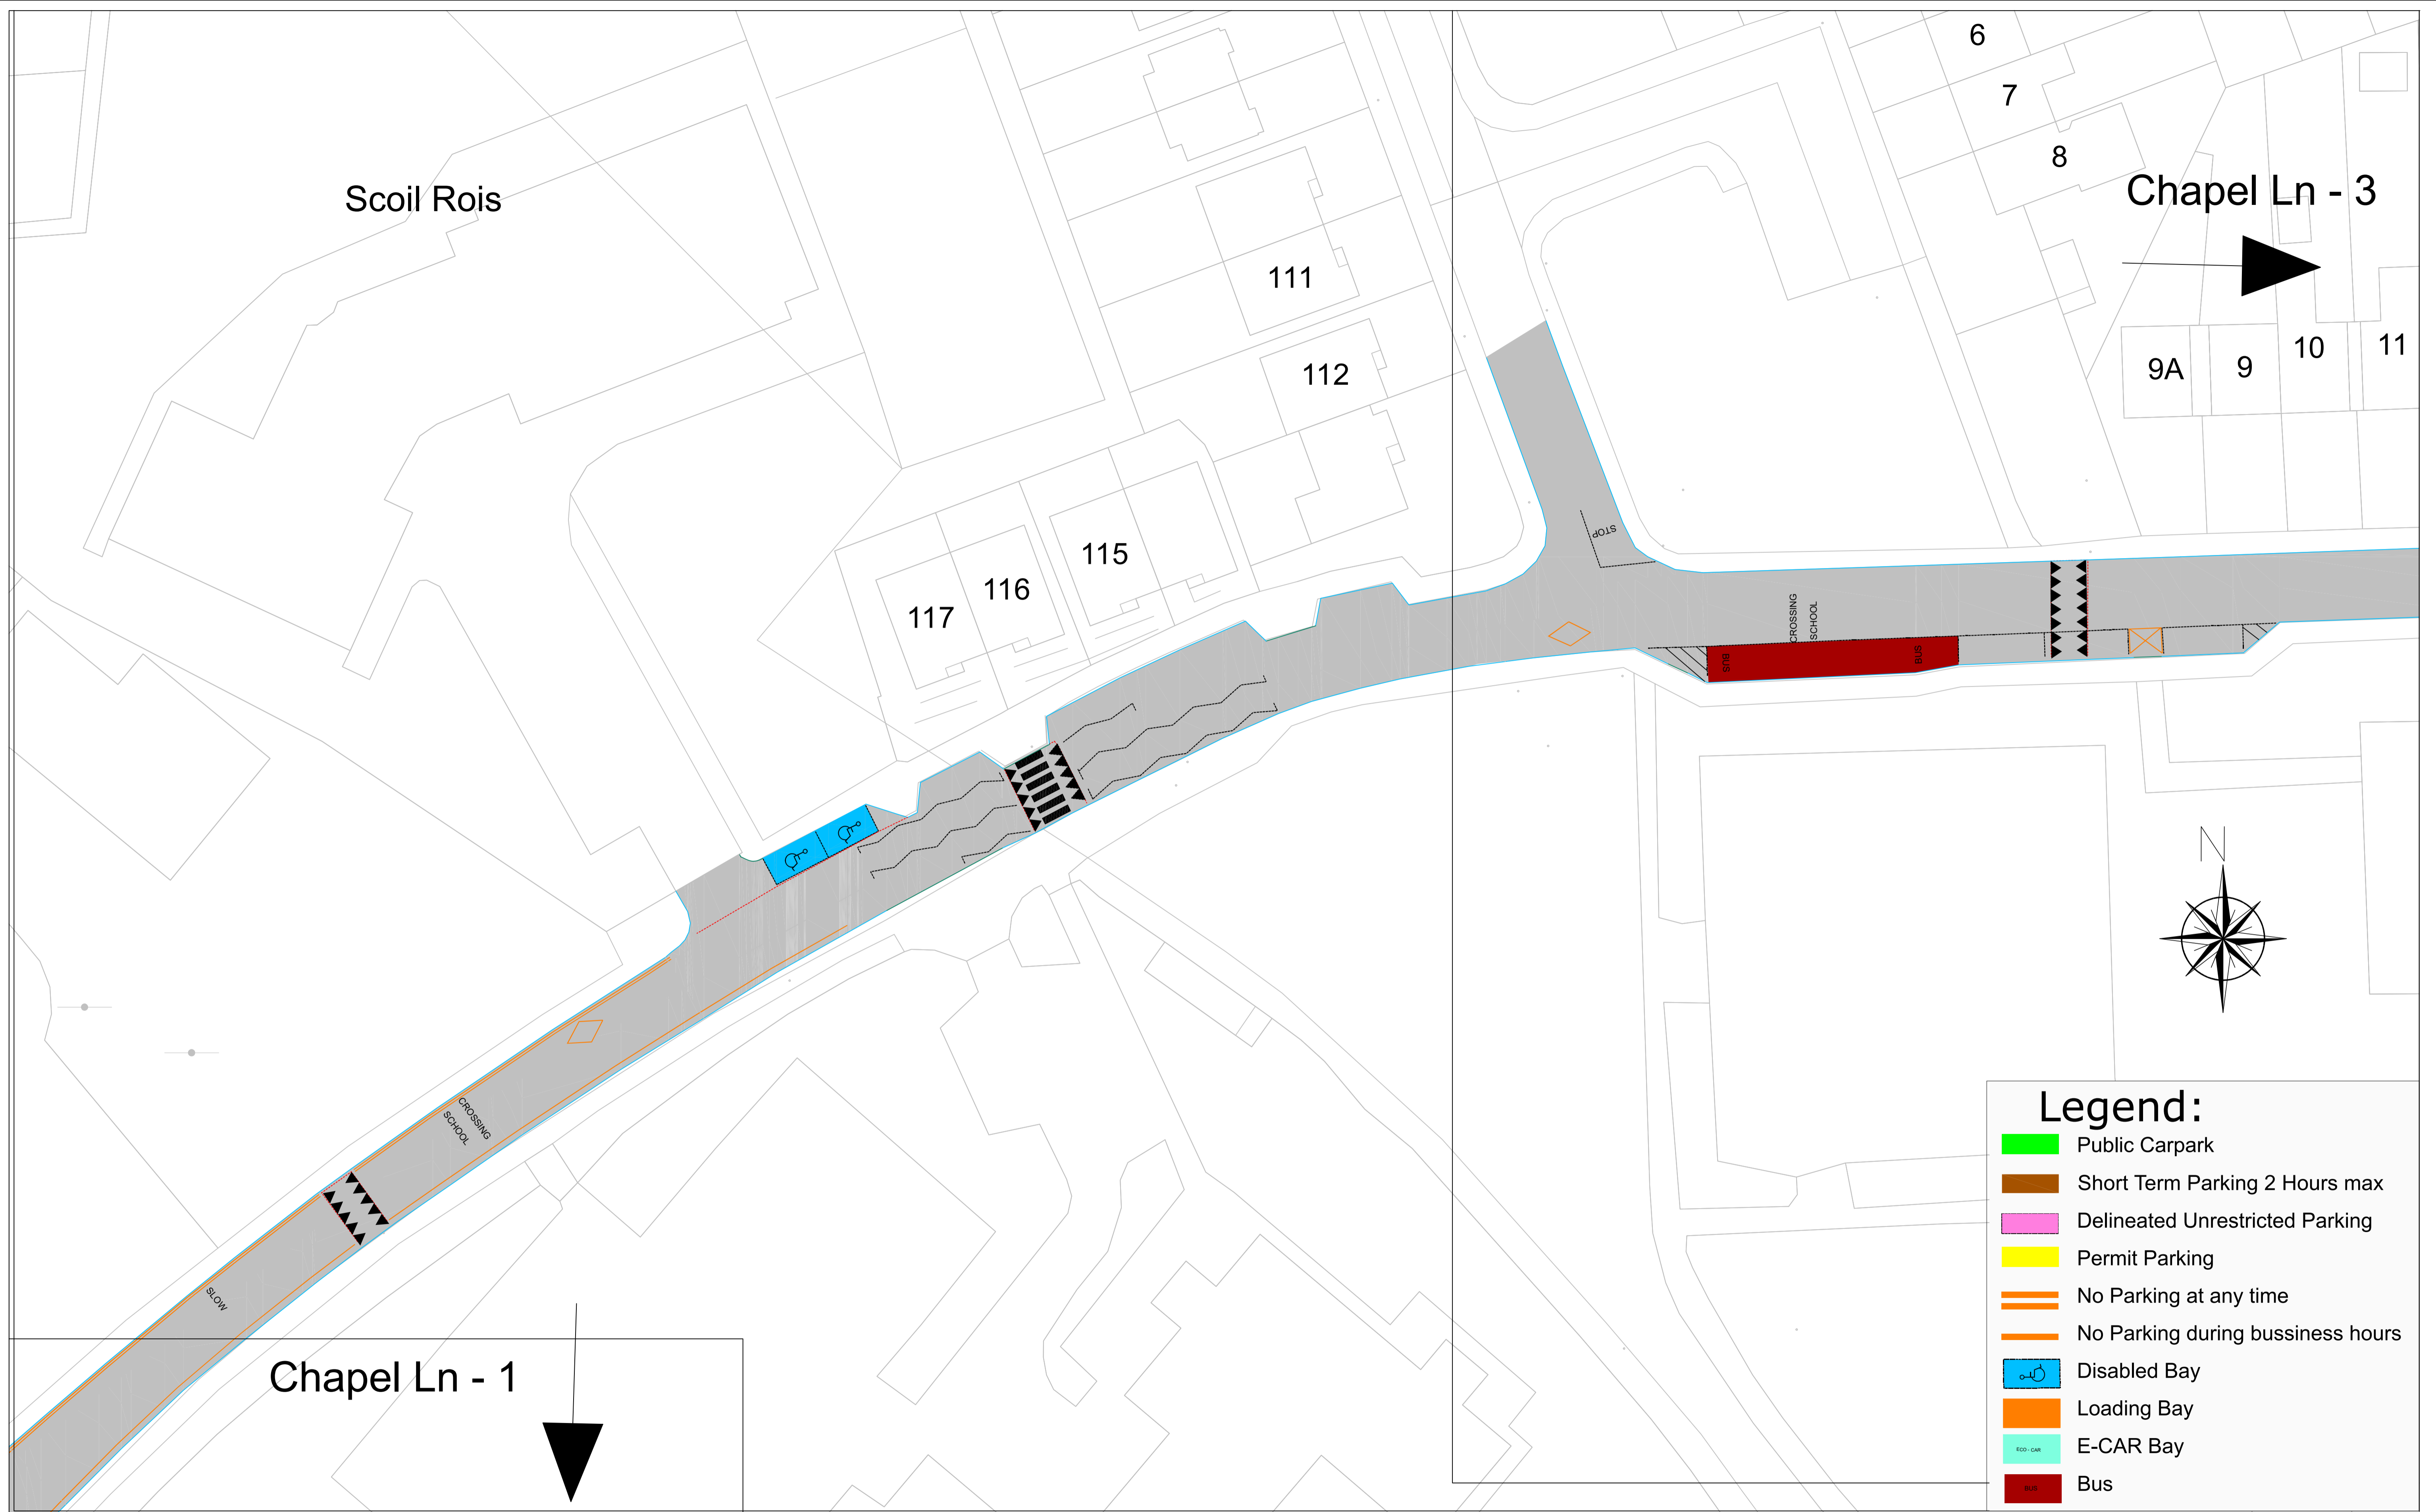 6
7
8
Scoil Rois
Chapel Ln - 3
111
112
9A
9
10
11
STOP
115
116
117
CROSSING
SCHOOL
BUS
BUS
N
CROSSING
SCHOOL
SLOW
Chapel Ln - 1
Legend:
Public Carpark
Short Term Parking 2 Hours max
Delineated Unrestricted Parking
Permit Parking
No Parking at any time
No Parking during bussiness hours
Disabled Bay
Loading Bay
ECO - CAR
E-CAR Bay
BUS
Bus